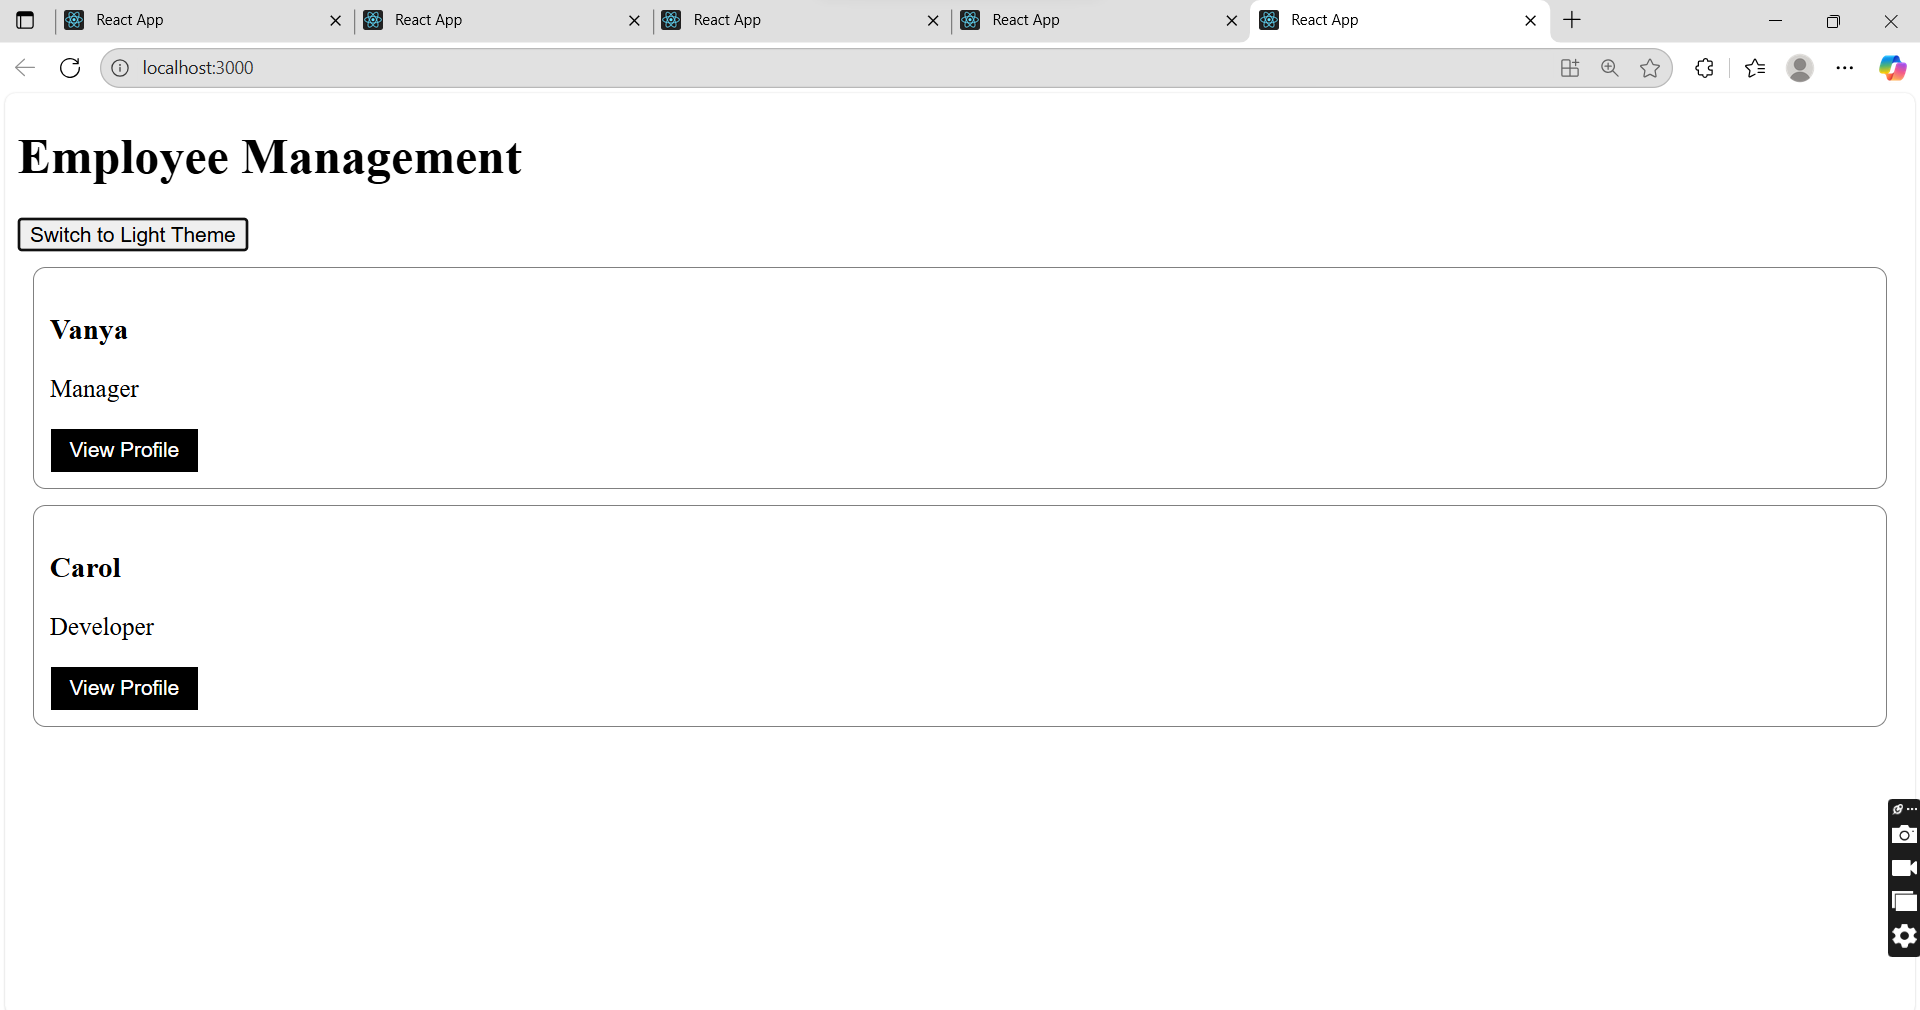 React App
React App
React App
React App
React App
localhost:3000
Employee Management
Switch to Light Theme
Vanya
Manager
View Profile
Carol
Developer
View Profile